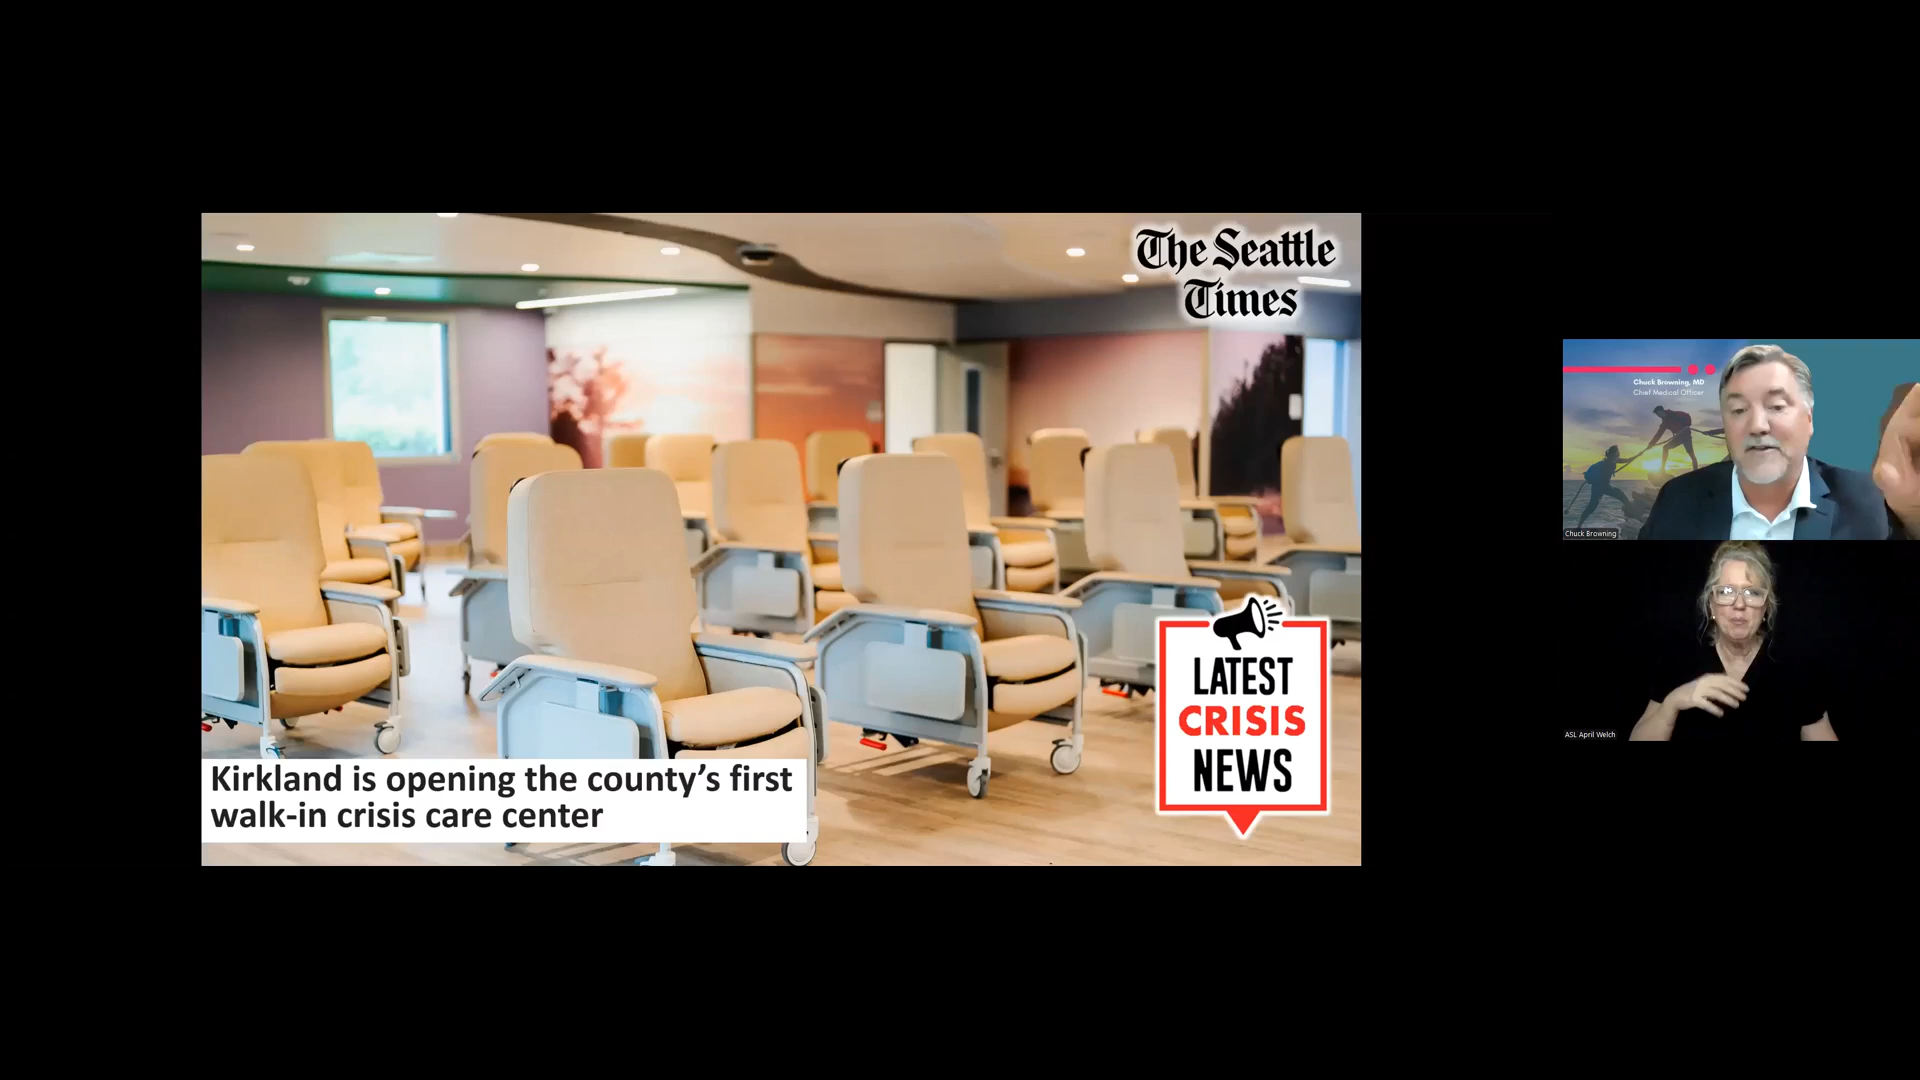 The Seattle
Times
LATEST
CRISIS
NEWS
Kirkland is opening the county’s first
walk-in crisis care center
Chuck Browning, MD
Chief Medical Officer
Chuck Browning
ASL April Welch